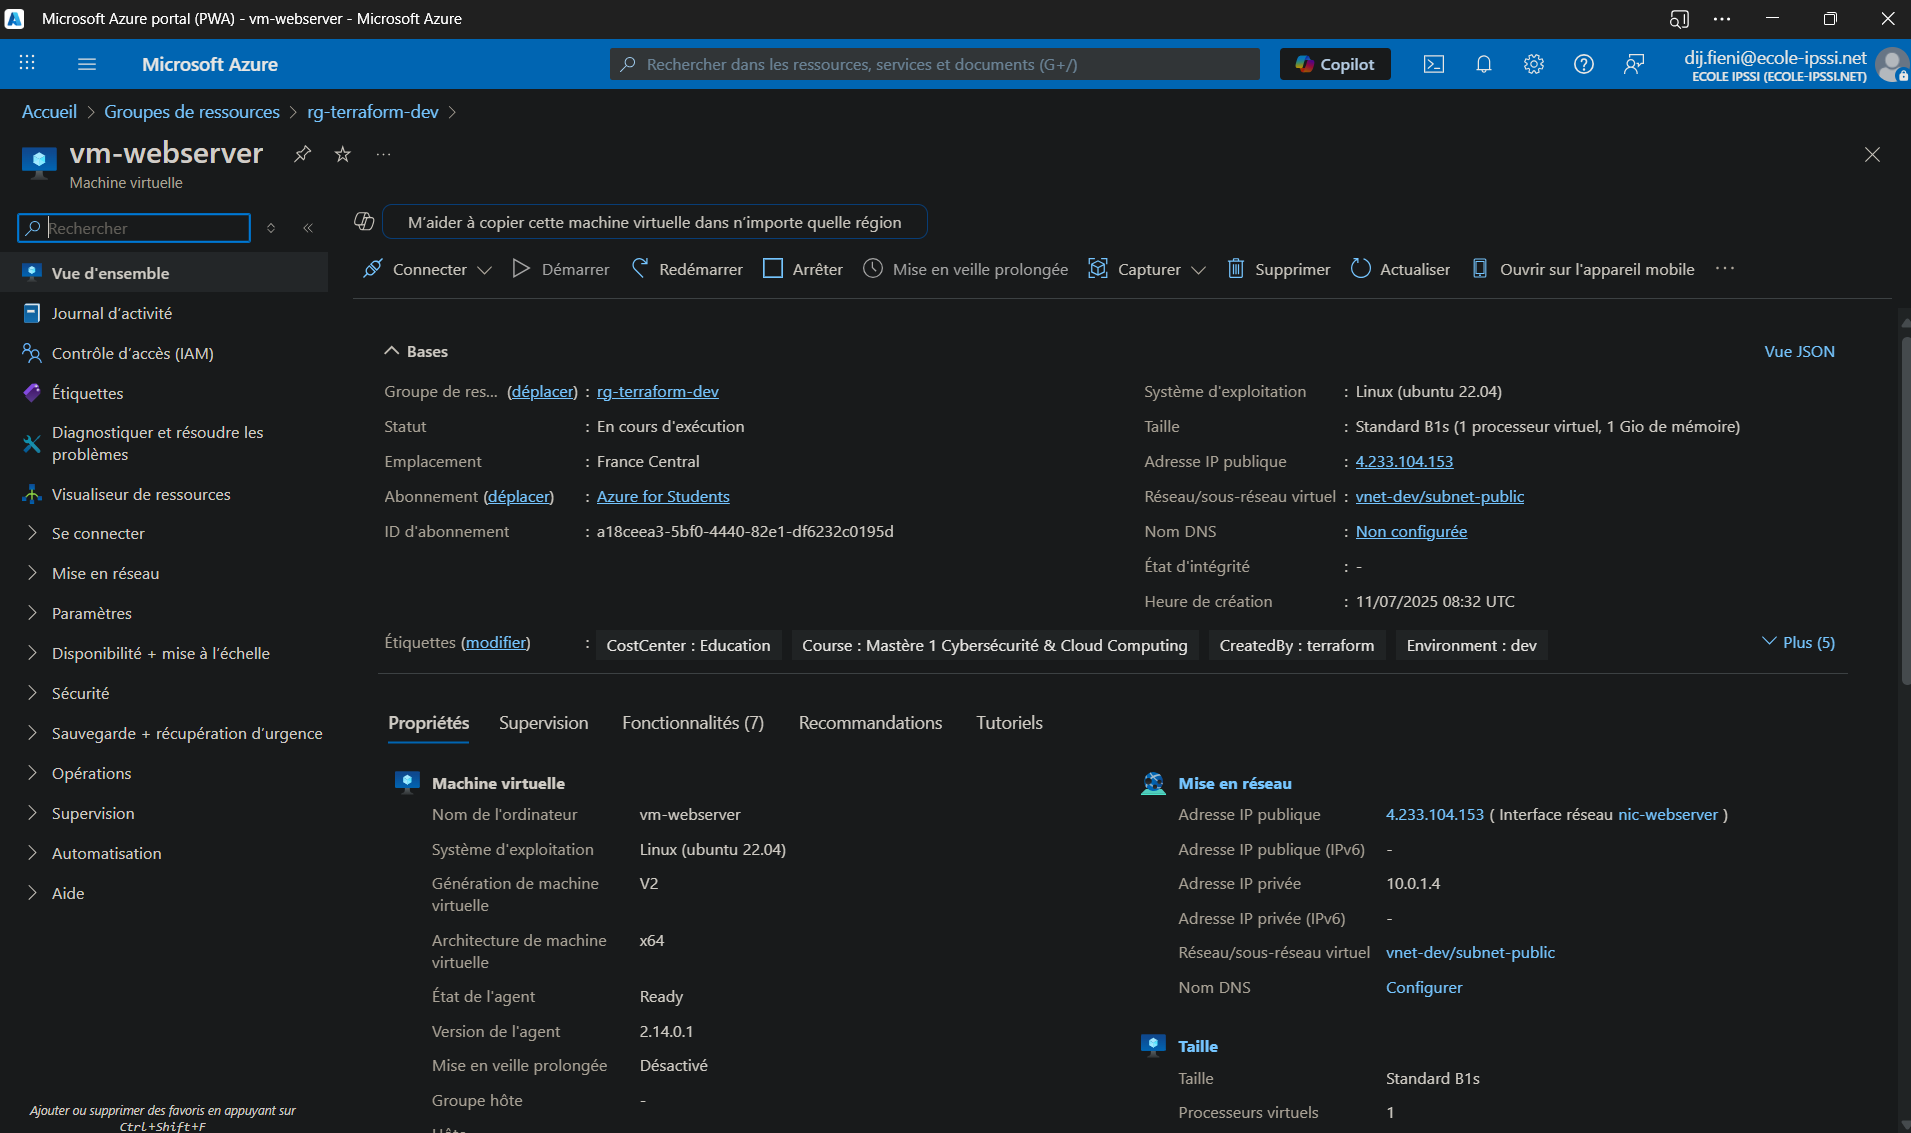 Microsoft Azure portal (PWA) - vm-webserver - Microsoft Azure
Microsoft Azure
Rechercher dans les ressources, services et documents (G+/)
Copilot
dij.fieni@ecole-ipssi.net
ECOLE IPSSI (ECOLE-IPSSI.NET)
Accueil > Groupes de ressources > rg-terraform-dev >
vm-webserver
Machine virtuelle
Rechercher
Vue d'ensemble
Journal d'activité
Contrôle d'accès (IAM)
Étiquettes
Diagnostiquer et résoudre les
problèmes
Visualiseur de ressources
Se connecter
Mise en réseau
Paramètres
Disponibilité + mise à l'échelle
Sécurité
Sauvegarde + récupération d'urgence
Opérations
Supervision
Automatisation
Aide
Ajouter ou supprimer des favoris en appuyant sur
Ctrl+Shift+F
M'aider à copier cette machine virtuelle dans n'importe quelle région
Connecter Démarrer Redémarrer Arrêter Mise en veille prolongée Capturer Supprimer Actualiser Ouvrir sur l'appareil mobile
Bases
Vue JSON
Groupe de res... (déplacer) : rg-terraform-dev
Statut : En cours d'exécution
Emplacement : France Central
Abonnement (déplacer) : Azure for Students
ID d'abonnement : a18ceea3-5bf0-4440-82e1-df6232c0195d
Système d'exploitation : Linux (ubuntu 22.04)
Taille : Standard B1s (1 processeur virtuel, 1 Gio de mémoire)
Adresse IP publique : 4.233.104.153
Réseau/sous-réseau virtuel : vnet-dev/subnet-public
Nom DNS : Non configurée
État d'intégrité : -
Heure de création : 11/07/2025 08:32 UTC
Étiquettes (modifier) : CostCenter : Education Course : Mastère 1 Cybersécurité & Cloud Computing CreatedBy : terraform Environment : dev
Plus (5)
Propriétés Supervision Fonctionnalités (7) Recommandations Tutoriels
Machine virtuelle
Nom de l'ordinateur vm-webserver
Système d'exploitation Linux (ubuntu 22.04)
Génération de machine
virtuelle V2
Architecture de machine
virtuelle x64
État de l'agent Ready
Version de l'agent 2.14.0.1
Mise en veille prolongée Désactivé
Groupe hôte -
Hôte
Mise en réseau
Adresse IP publique 4.233.104.153 ( Interface réseau nic-webserver )
Adresse IP publique (IPv6) -
Adresse IP privée 10.0.1.4
Adresse IP privée (IPv6) -
Réseau/sous-réseau virtuel vnet-dev/subnet-public
Nom DNS Configurer
Taille
Taille Standard B1s
Processeurs virtuels 1